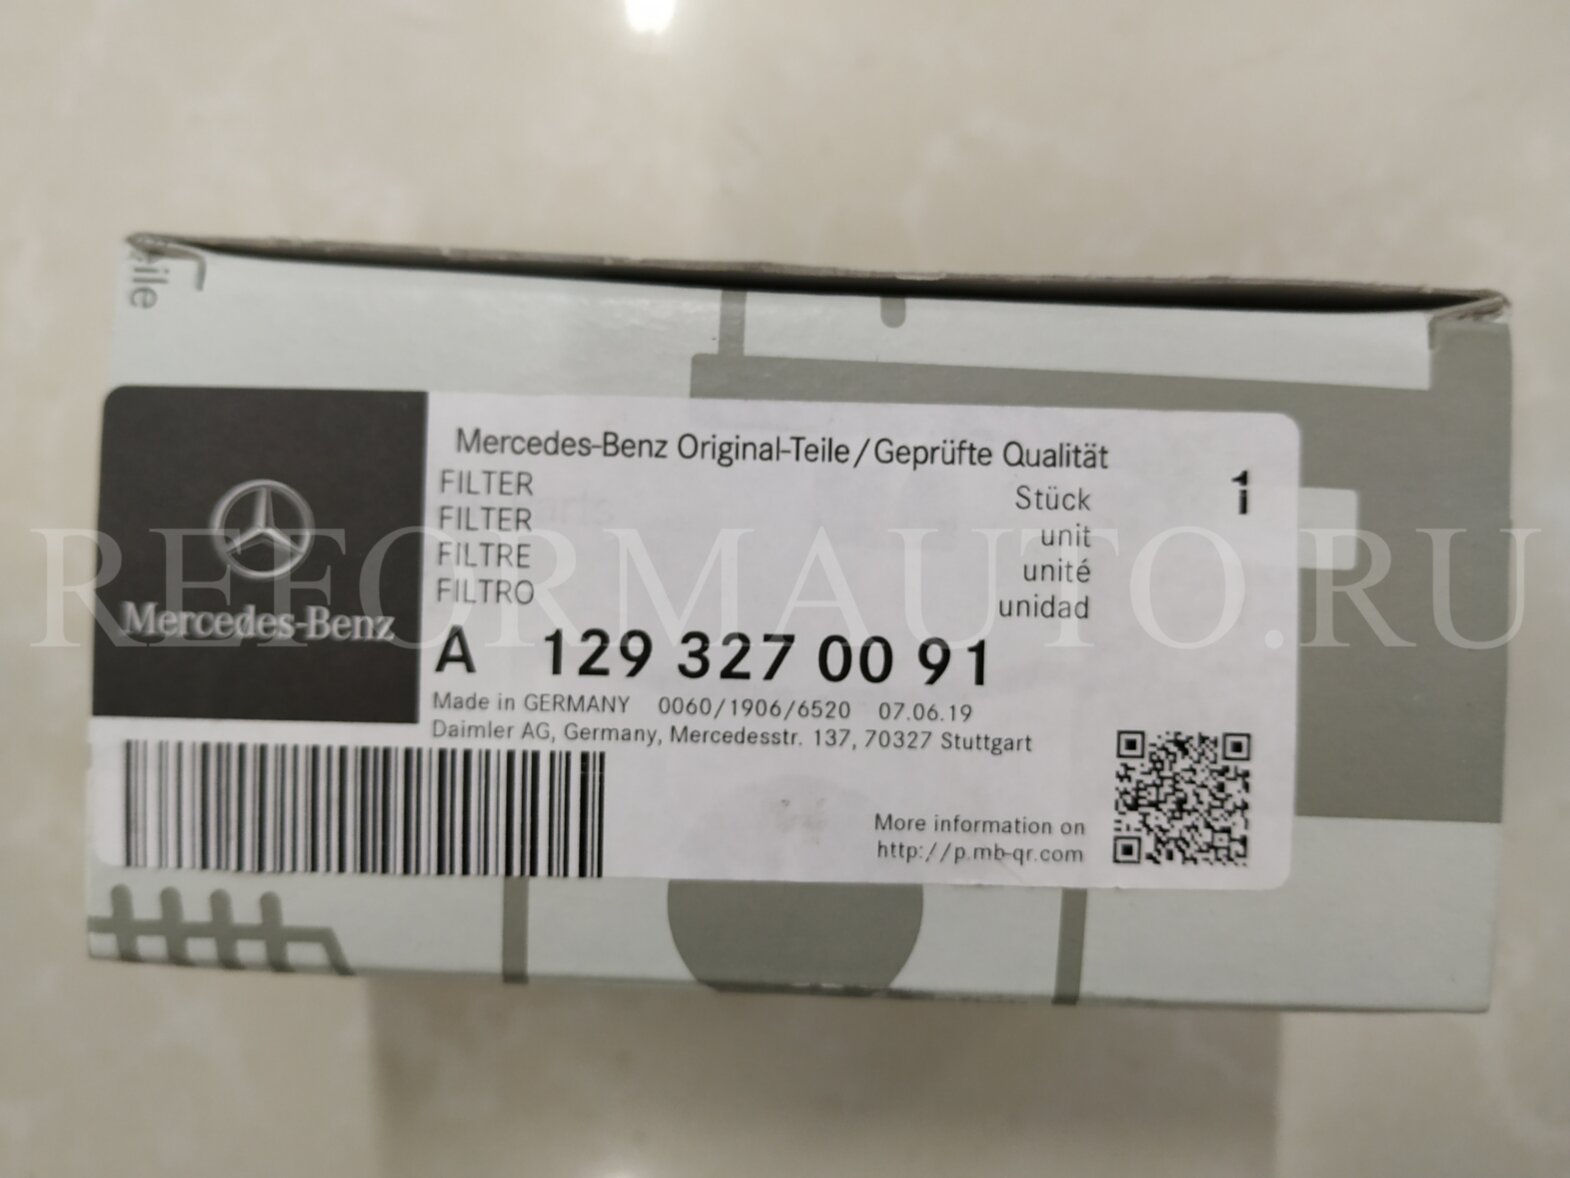 eile
Mercedes-Benz Original-Teile/Geprüfte Qualität
FILTER
FILTER
FILTRE
FILTRO
Stück
unit
unité
unidad
1
Mercedes-Benz
A 129 327 00 91
Made in GERMANY 0060/1906/6520 07.06.19
Daimler AG, Germany, Mercedesstr. 137, 70327 Stuttgart
More information on
http://p.mb-qr.com
REFORMAUTO.RU